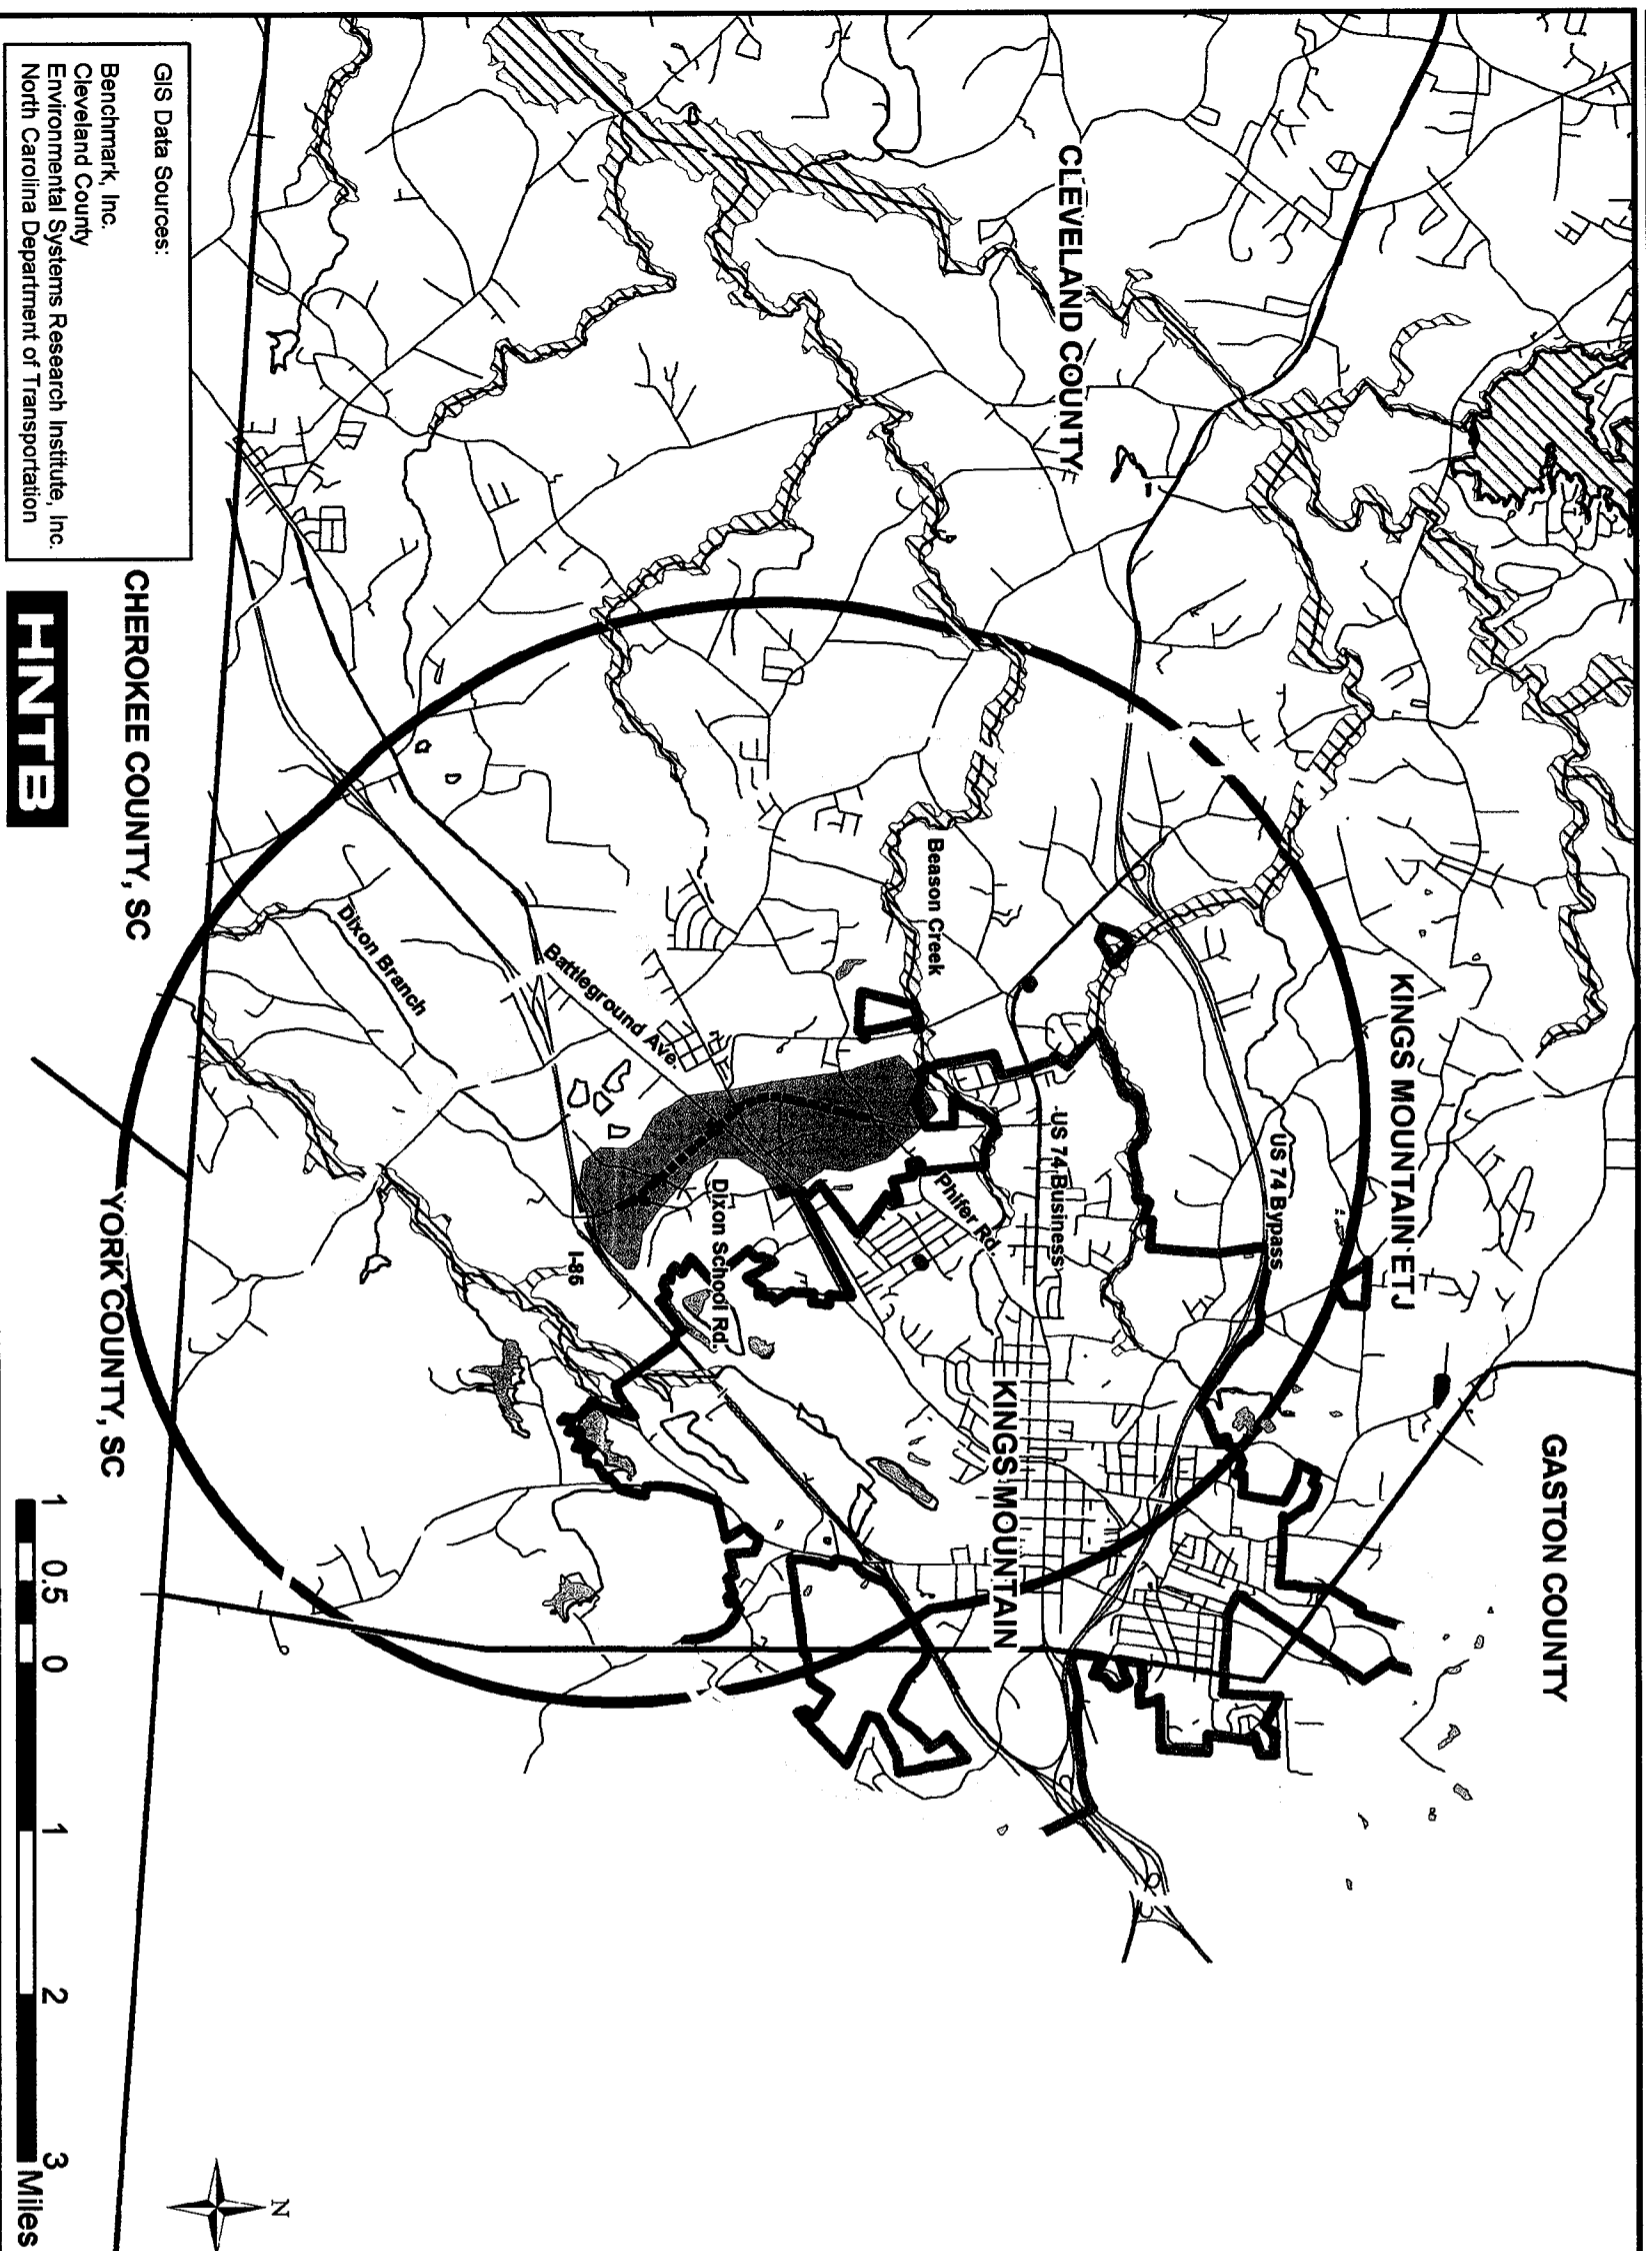 GASTON COUNTY
KINGS MOUNTAIN ETJ
US 74 Bypass
CLEVELAND COUNTY
US 74 Business
KINGS MOUNTAIN
Phifer Rd.
Beason Creek
Dixon School Rd.
Battleground Ave.
I-85
Dixon Branch
GIS Data Sources:
Benchmark, Inc.
Cleveland County
Environmental Systems Research Institute, Inc.
North Carolina Department of Transportation
CHEROKEE COUNTY, SC
YORK COUNTY, SC
HNTB
1 0.5 0 1 2 3
Miles
N